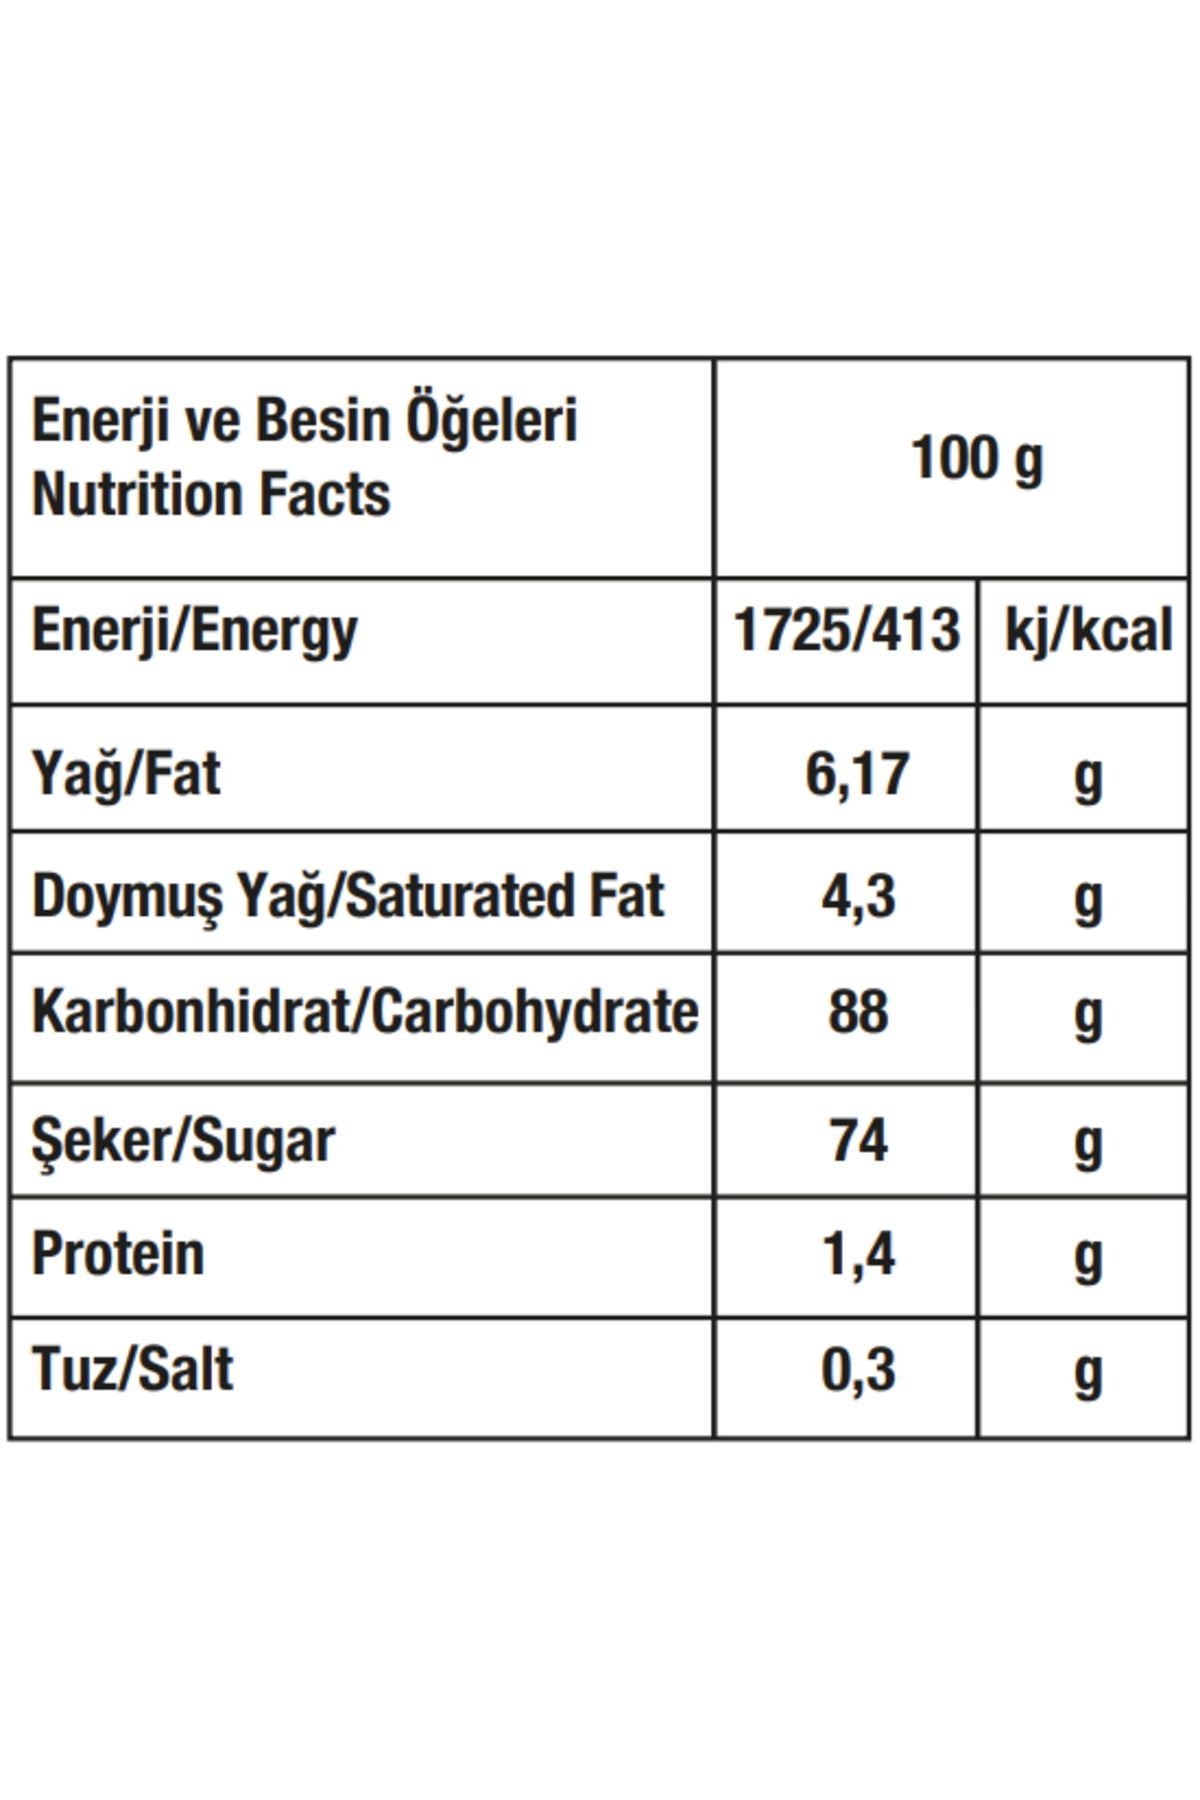 Enerji ve Besin Öğeleri
Nutrition Facts
100 g
Enerji/Energy 1725/413 kj/kcal
Yağ/Fat 6,17 g
Doymuş Yağ/Saturated Fat 4,3 g
Karbonhidrat/Carbohydrate 88 g
Şeker/Sugar 74 g
Protein 1,4 g
Tuz/Salt 0,3 g